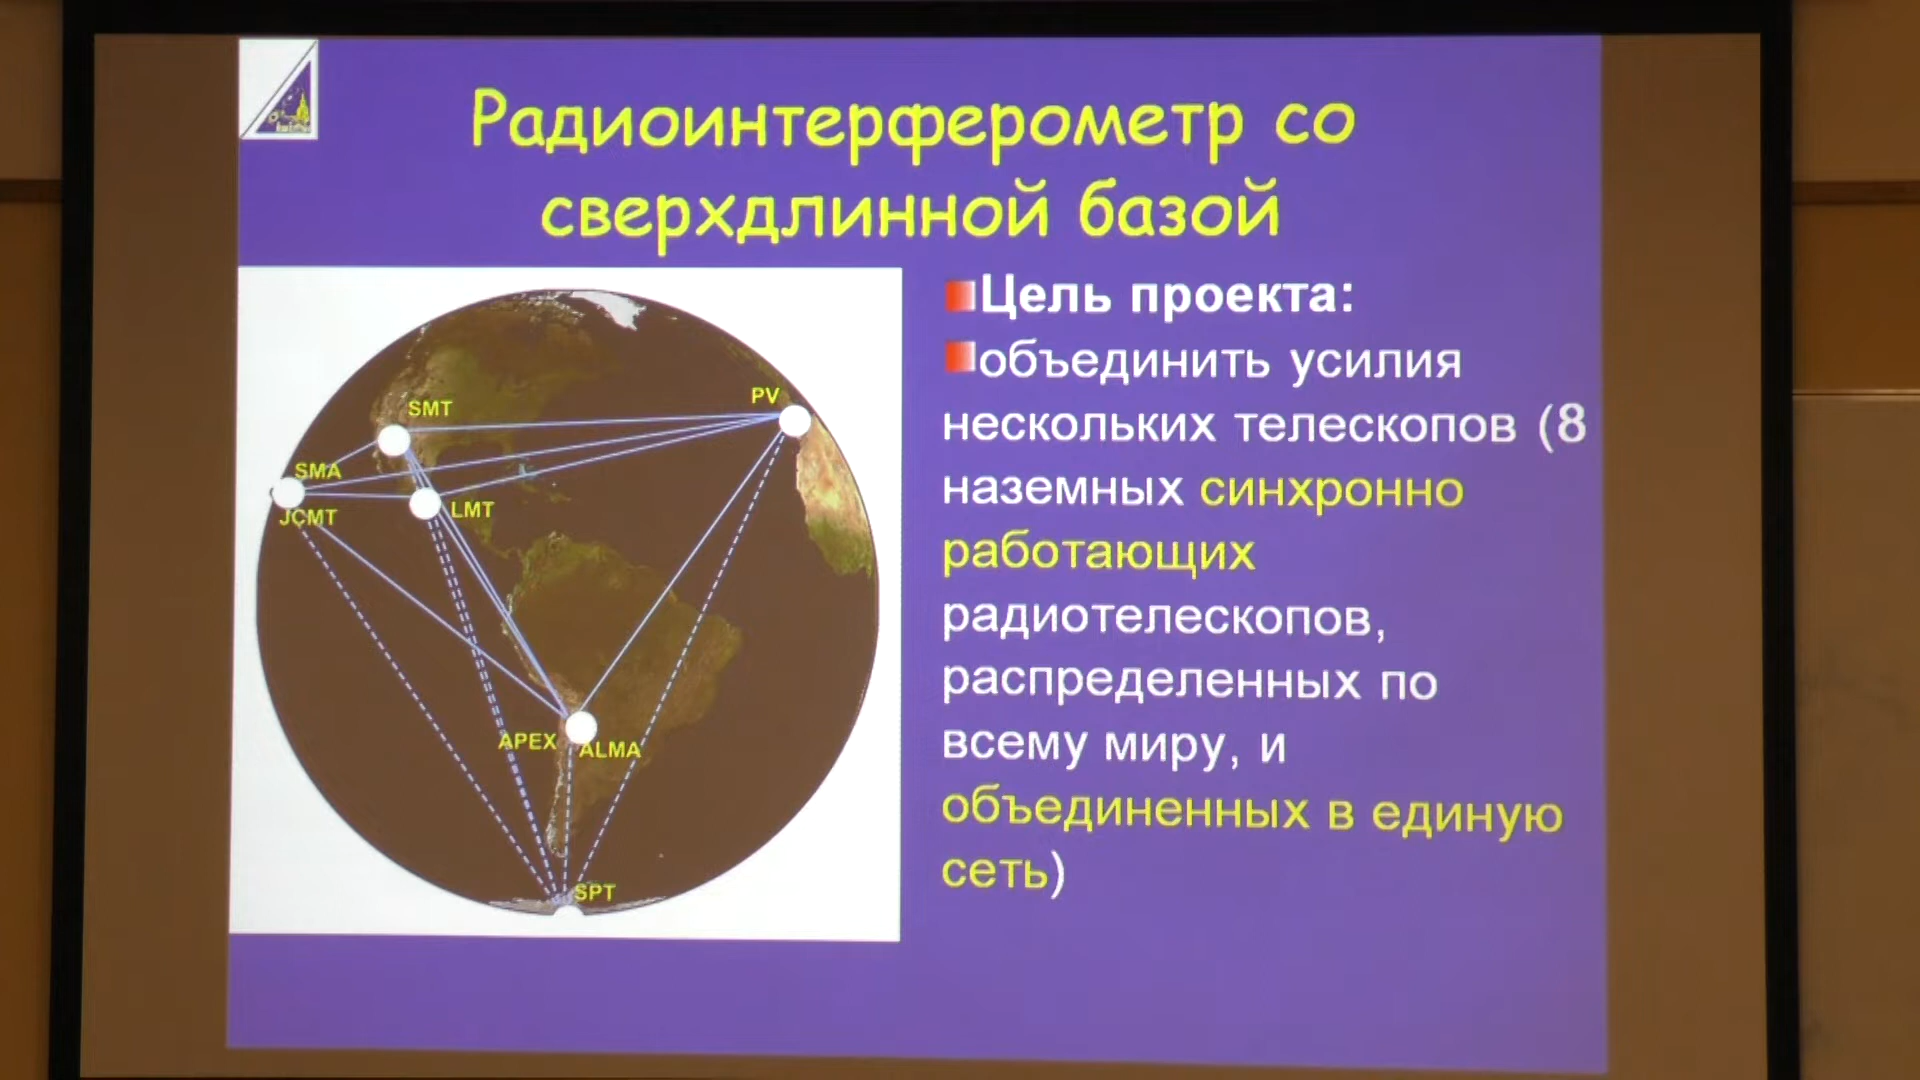 Радиоинтерферометр со
сверхдлинной базой
Цель проекта:
объединить усилия
нескольких телескопов (8
наземных синхронно
работающих
радиотелескопов,
распределенных по
всему миру, и
объединенных в единую
сеть)
SMT
PV
SMA
JCMT
LMT
APEX
ALMA
SPT